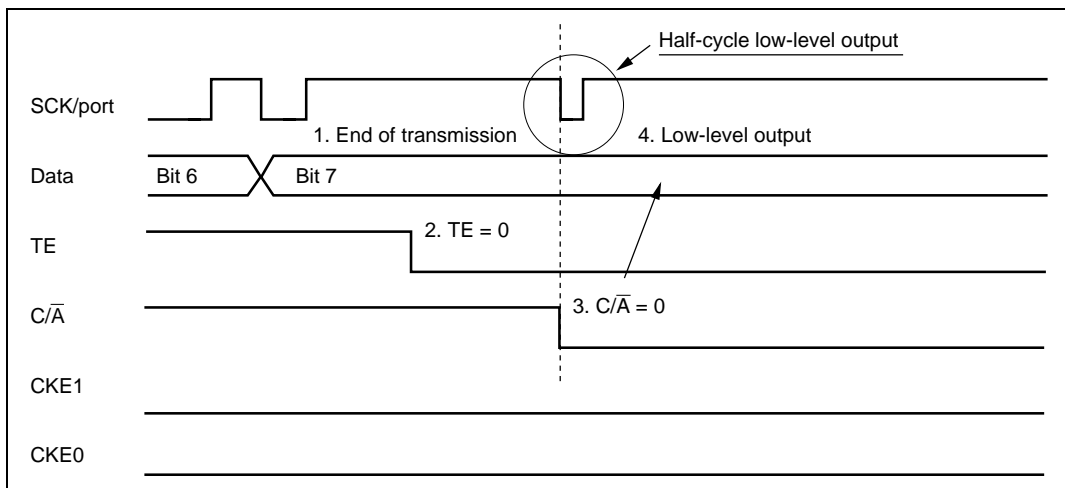 Half-cycle low-level output
SCK/port
1. End of transmission
4. Low-level output
Data
Bit 6
Bit 7
TE
2. TE = 0
C/A̅
3. C/A̅ = 0
CKE1
CKE0